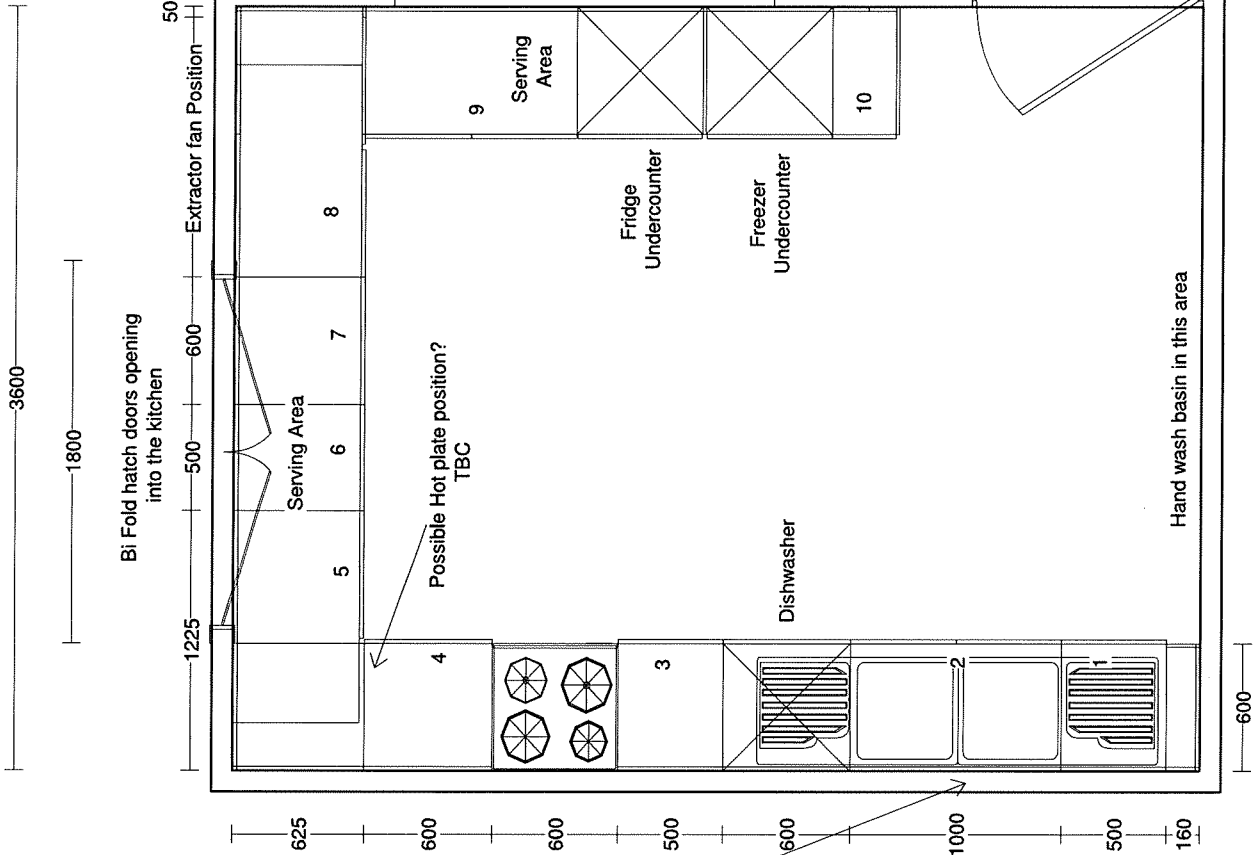 3600
1800
Bi Fold hatch doors opening
into the kitchen
50
Extractor fan Position
600
500
1225
Serving Area
5
6
7
8
9
Serving
Area
10
Fridge
Undercounter
Freezer
Undercounter
Possible Hot plate position?
TBC
4
3
Dishwasher
2
1
Hand wash basin in this area
600
625
600
600
500
600
1000
500
160